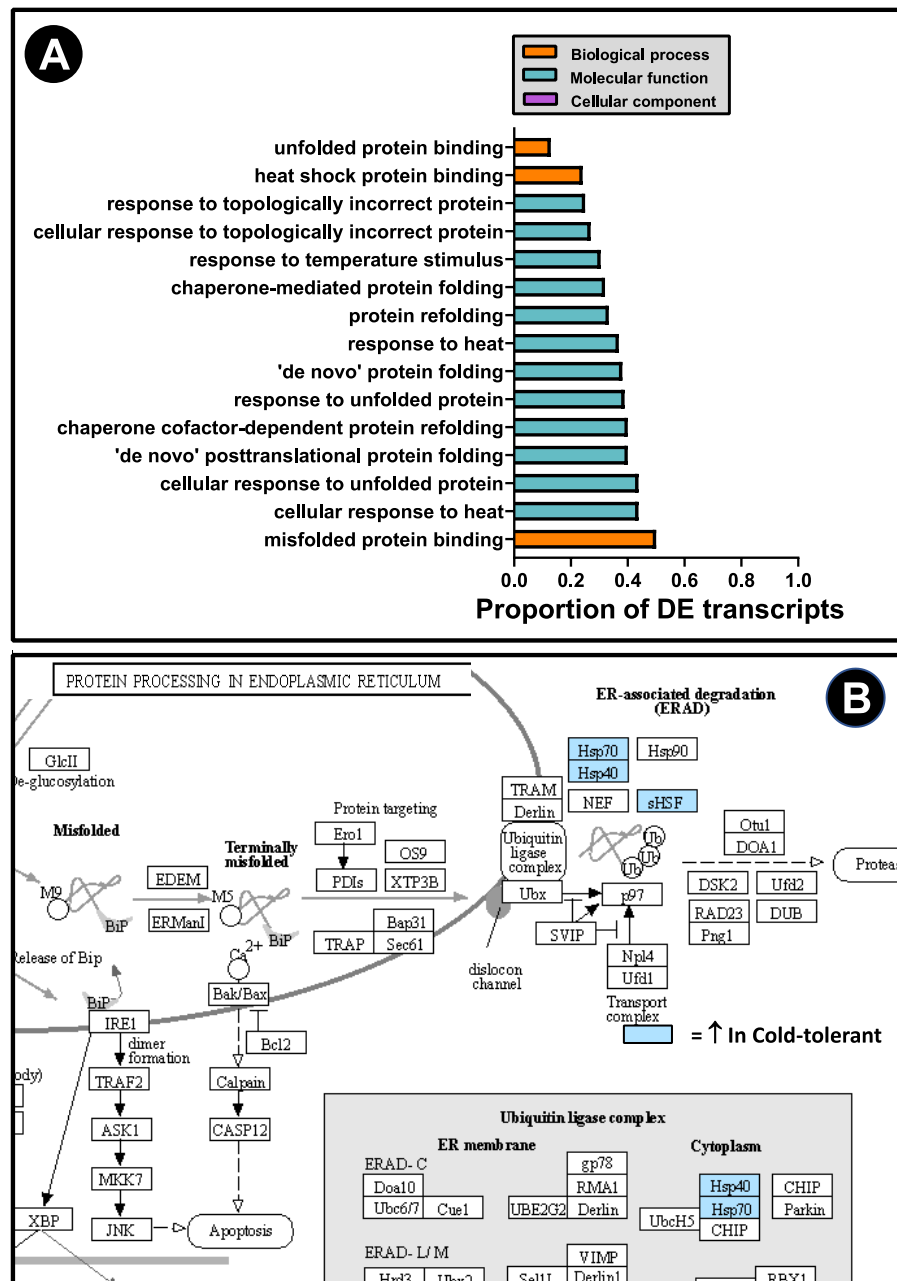 A
Biological process
Molecular function
Cellular component
unfolded protein binding
heat shock protein binding
response to topologically incorrect protein
cellular response to topologically incorrect protein
response to temperature stimulus
chaperone-mediated protein folding
protein refolding
response to heat
'de novo' protein folding
response to unfolded protein
chaperone cofactor-dependent protein refolding
'de novo' posttranslational protein folding
cellular response to unfolded protein
cellular response to heat
misfolded protein binding
0.0 0.2 0.4 0.6 0.8 1.0
Proportion of DE transcripts
B
PROTEIN PROCESSING IN ENDOPLASMIC RETICULUM
ER-associated degradation
(ERAD)
GlcII
De-glucosylation
Hsp70
Hsp90
Hsp40
NEF
sHSF
TRAM
Derlin
Protein targeting
Misfolded
Terminally
misfolded
Ero1
OS9
PDIs
XTP3B
Ubiquitin
ligase
complex
Ub
Ub
Ub
Otu1
DOA1
Proteas
M9
EDEM
M5
ERManI
BiP
BiP
Ubx
p97
DSK2
Ufd2
RAD23
DUB
Png1
Bap31
TRAP
Sec61
SVIP
Ca2+
Release of Bip
dislocon
channel
Npl4
Ufd1
Transport
complex
BiP
Bak/Bax
IRE1
Bcl2
= ↑ In Cold-tolerant
dimer
formation
ody)
TRAF2
Calpain
ASK1
CASP12
MKK7
XBP
JNK
Apoptosis
Ubiquitin ligase complex
ER membrane
Cytoplasm
ERAD-C
Doa10
Ubc6/7
Cue1
gp78
RMA1
UBE2G2
Derlin
Hsp40
CHIP
Hsp70
Parkin
UbcH5
CHIP
ERAD-L/M
VIMP
Hrd3
Ubx2
Sel1L
Derlin1
RBX1